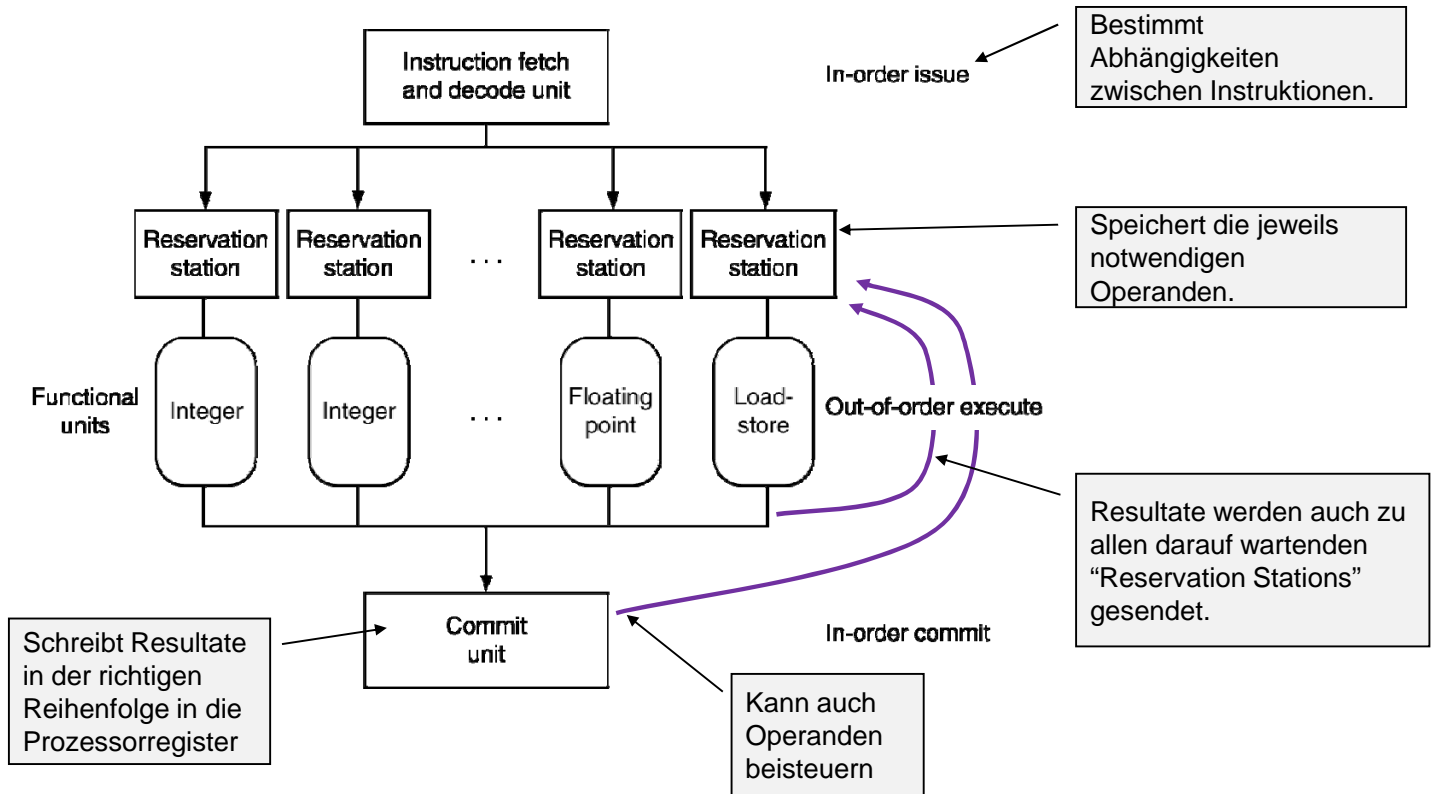 Instruction fetch
and decode unit
In-order issue
Bestimmt
Abhängigkeiten
zwischen Instruktionen.
Reservation
station
Reservation
station
. . .
Reservation
station
Reservation
station
Speichert die jeweils
notwendigen
Operanden.
Functional
units
Integer
Integer
. . .
Floating
point
Load-
store
Out-of-order execute
Resultate werden auch zu
allen darauf wartenden
“Reservation Stations”
gesendet.
Commit
unit
In-order commit
Schreibt Resultate
in der richtigen
Reihenfolge in die
Prozessorregister
Kann auch
Operanden
beisteuern